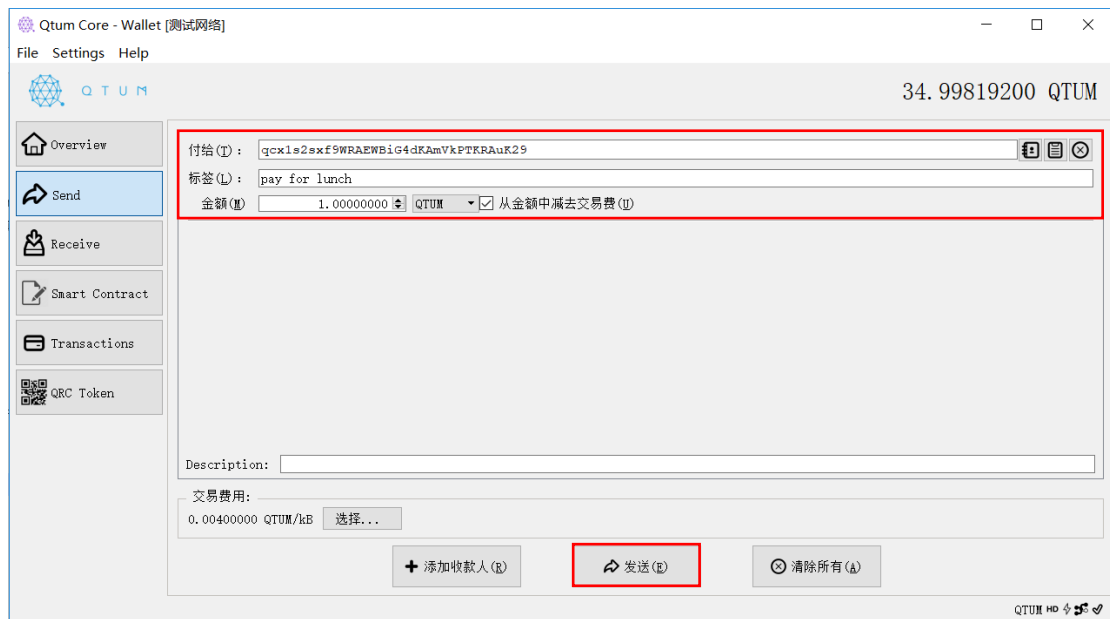 Qtum Core - Wallet [测试网络]
File Settings Help
QTUM
34.99819200 QTUM
Overview
Send
Receive
Smart Contract
Transactions
QRC Token
付给(T):
qcx1s2sxf9WRAEWBiG4dKAmVkPTKRAuK29
标签(L):
pay for lunch
金额(M)
1.00000000
QTUM
从金额中减去交易费(U)
Description:
交易费用:
0.00400000 QTUM/kB
选择...
添加收款人(R)
发送(E)
清除所有(A)
QTUM HD